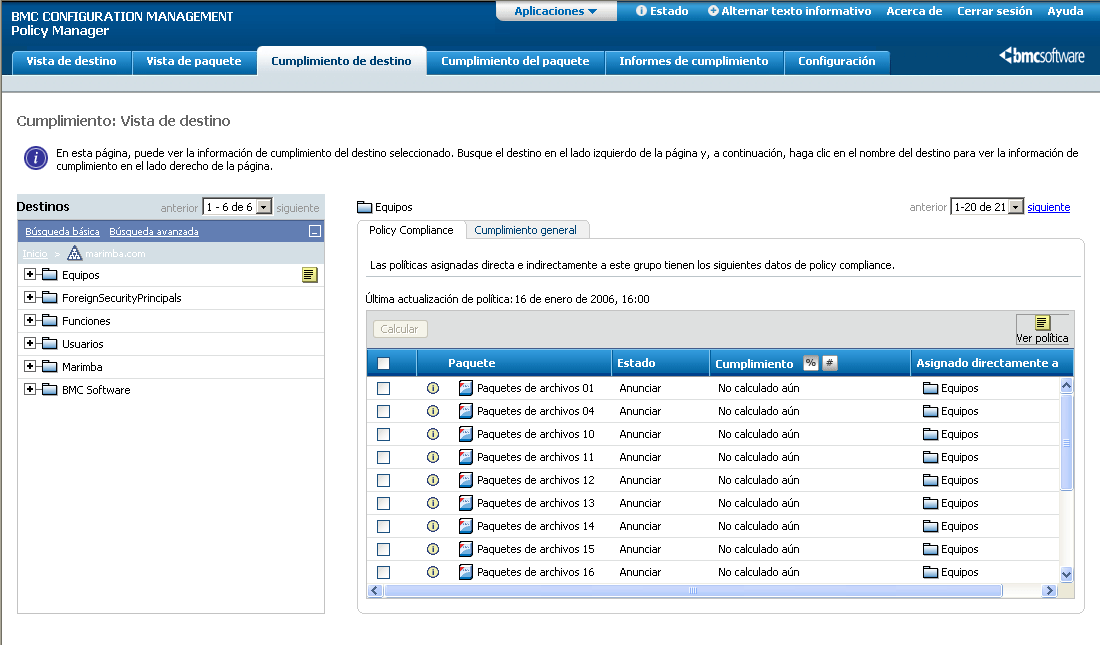 BMC CONFIGURATION MANAGEMENT
Policy Manager
Aplicaciones
Estado
Alternar texto informativo
Acerca de
Cerrar sesión
Ayuda
Vista de destino
Vista de paquete
Cumplimiento de destino
Cumplimiento del paquete
Informes de cumplimiento
Configuración
bmcsoftware
Cumplimiento: Vista de destino
En esta página, puede ver la información de cumplimiento del destino seleccionado. Busque el destino en el lado izquierdo de la página y, a continuación, haga clic en el nombre del destino para ver la información de
cumplimiento en el lado derecho de la página.
Destinos
anterior 1 - 6 de 6 siguiente
Búsqueda básica Búsqueda avanzada
Inicio > marimba.com
Equipos
ForeignSecurityPrincipals
Funciones
Usuarios
Marimba
BMC Software
Equipos
anterior 1-20 de 21 siguiente
Policy Compliance
Cumplimiento general
Las políticas asignadas directa e indirectamente a este grupo tienen los siguientes datos de policy compliance.
Última actualización de política: 16 de enero de 2006, 16:00
Calcular
Ver política
Paquete Estado Cumplimiento % # Asignado directamente a
Paquetes de archivos 01 Anunciar No calculado aún Equipos
Paquetes de archivos 04 Anunciar No calculado aún Equipos
Paquetes de archivos 10 Anunciar No calculado aún Equipos
Paquetes de archivos 11 Anunciar No calculado aún Equipos
Paquetes de archivos 12 Anunciar No calculado aún Equipos
Paquetes de archivos 13 Anunciar No calculado aún Equipos
Paquetes de archivos 14 Anunciar No calculado aún Equipos
Paquetes de archivos 15 Anunciar No calculado aún Equipos
Paquetes de archivos 16 Anunciar No calculado aún Equipos